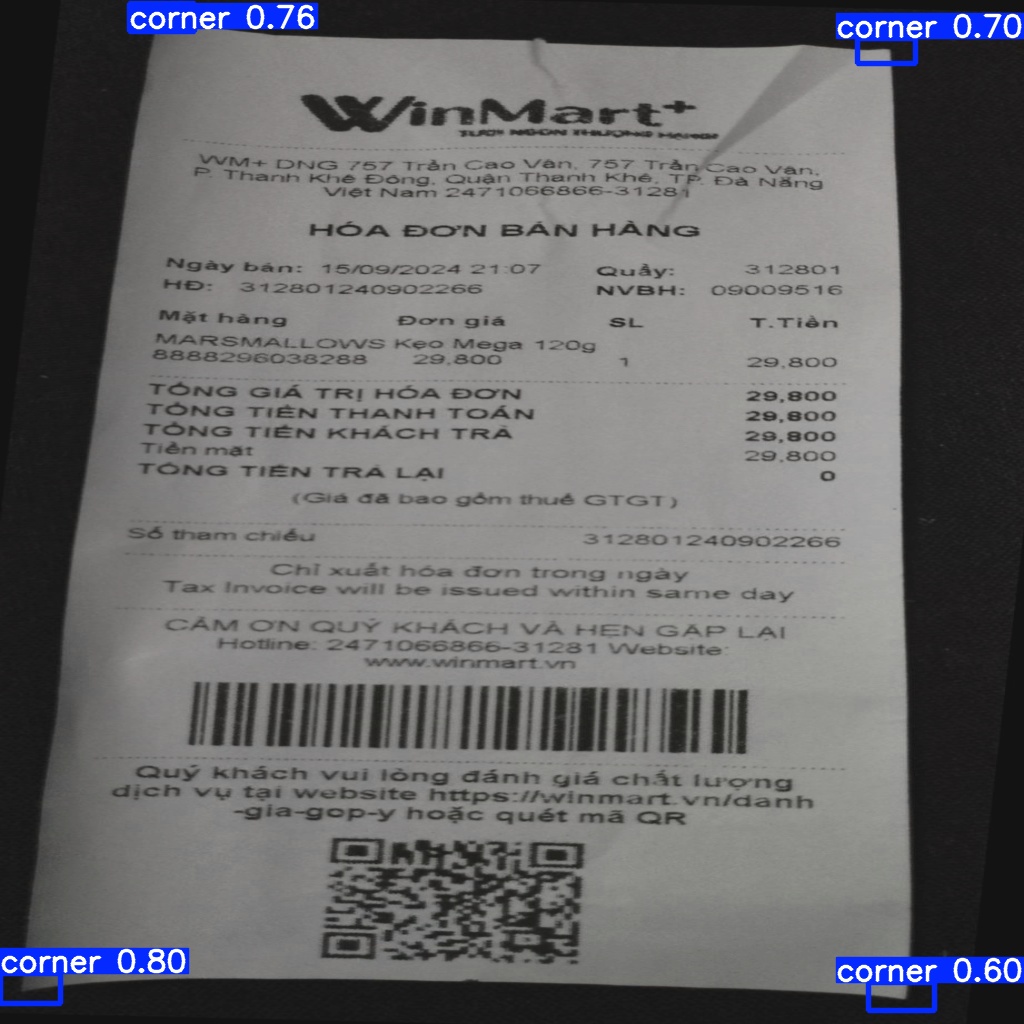 corner 0.76
corner 0.70
WinMart+
TƯƠI NGON THƯỢNG HẠNG
WM+ DNG 757 Trần Cao Vân, 757 Trần Cao Vân,
P. Thanh Khê Đông, Quận Thanh Khê, TP. Đà Nẵng
Việt Nam 2471066866-31281
HÓA ĐƠN BÁN HÀNG
Ngày bán: 15/09/2024 21:07 Quầy: 312801
HĐ: 312801240902266 NVBH: 09009516
Mặt hàng Đơn giá SL T.Tiền
MARSMALLOWS Kẹo Mega 120g
8888296038288 29,800 1 29,800
TỔNG GIÁ TRỊ HÓA ĐƠN 29,800
TỔNG TIỀN THANH TOÁN 29,800
TỔNG TIỀN KHÁCH TRẢ 29,800
Tiền mặt 29,800
TỔNG TIỀN TRẢ LẠI 0
(Giá đã bao gồm thuế GTGT)
Số tham chiếu 312801240902266
Chỉ xuất hóa đơn trong ngày
Tax Invoice will be issued within same day
CẢM ƠN QUÝ KHÁCH VÀ HẸN GẶP LẠI
Hotline: 2471066866-31281 Website:
www.winmart.vn
Quý khách vui lòng đánh giá chất lượng
dịch vụ tại website https://winmart.vn/danh
-gia-gop-y hoặc quét mã QR
corner 0.80
corner 0.60